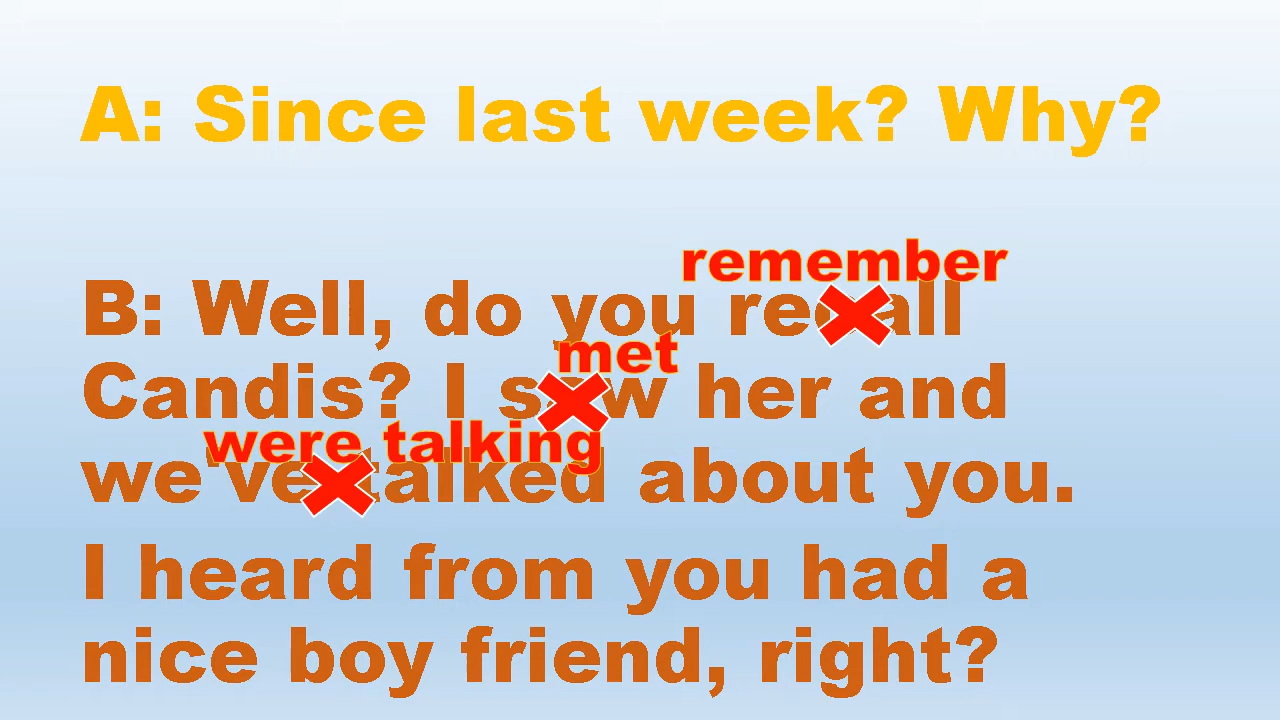 A: Since last week? Why?
remember
B: Well, do you recall
met
Candis? I saw her and
were talking
we've talked about you.
I heard from you had a
nice boy friend, right?